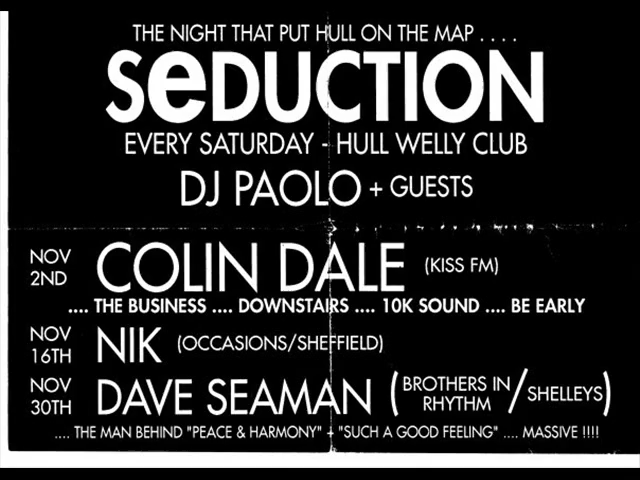 THE NIGHT THAT PUT HULL ON THE MAP . . . .
SeDUCTION
EVERY SATURDAY - HULL WELLY CLUB
DJ PAOLO + GUESTS
NOV 2ND COLIN DALE (KISS FM)
.... THE BUSINESS .... DOWNSTAIRS .... 10K SOUND .... BE EARLY
NOV 16TH NIK (OCCASIONS/SHEFFIELD)
NOV 30TH DAVE SEAMAN (BROTHERS IN RHYTHM/SHELLEYS)
.... THE MAN BEHIND "PEACE & HARMONY" + "SUCH A GOOD FEELING" .... MASSIVE !!!!